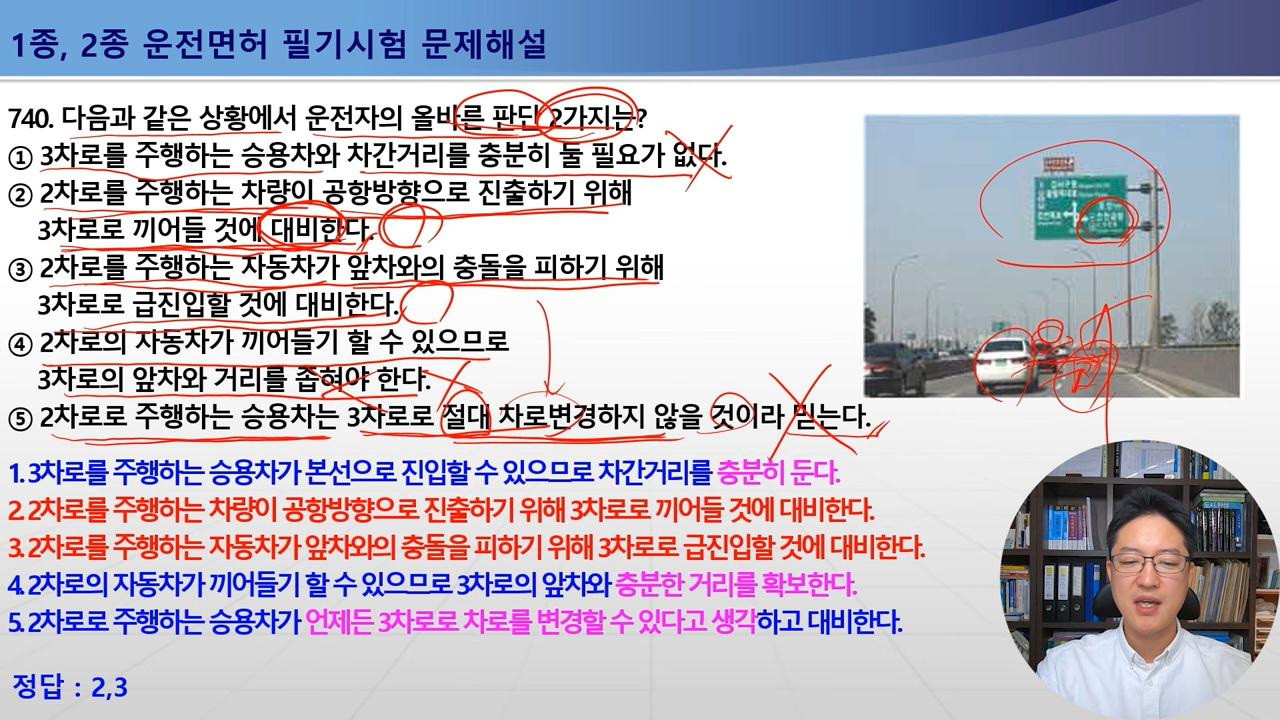 1종, 2종 운전면허 필기시험 문제해설
740. 다음과 같은 상황에서 운전자의 올바른 판단 2가지는?
① 3차로를 주행하는 승용차와 차간거리를 충분히 둘 필요가 없다.
② 2차로를 주행하는 차량이 공항방향으로 진출하기 위해
3차로로 끼어들 것에 대비한다.
③ 2차로를 주행하는 자동차가 앞차와의 충돌을 피하기 위해
3차로로 급진입할 것에 대비한다.
④ 2차로의 자동차가 끼어들기 할 수 있으므로
3차로의 앞차와 거리를 좁혀야 한다.
⑤ 2차로로 주행하는 승용차는 3차로로 절대 차로변경하지 않을 것이라 믿는다.
1. 3차로를 주행하는 승용차가 본선으로 진입할 수 있으므로 차간거리를 충분히 둔다.
2. 2차로를 주행하는 차량이 공항방향으로 진출하기 위해 3차로로 끼어들 것에 대비한다.
3. 2차로를 주행하는 자동차가 앞차와의 충돌을 피하기 위해 3차로로 급진입할 것에 대비한다.
4. 2차로의 자동차가 끼어들기 할 수 있으므로 3차로의 앞차와 충분한 거리를 확보한다.
5. 2차로로 주행하는 승용차가 언제든 3차로로 차로를 변경할 수 있다고 생각하고 대비한다.
정답 : 2,3